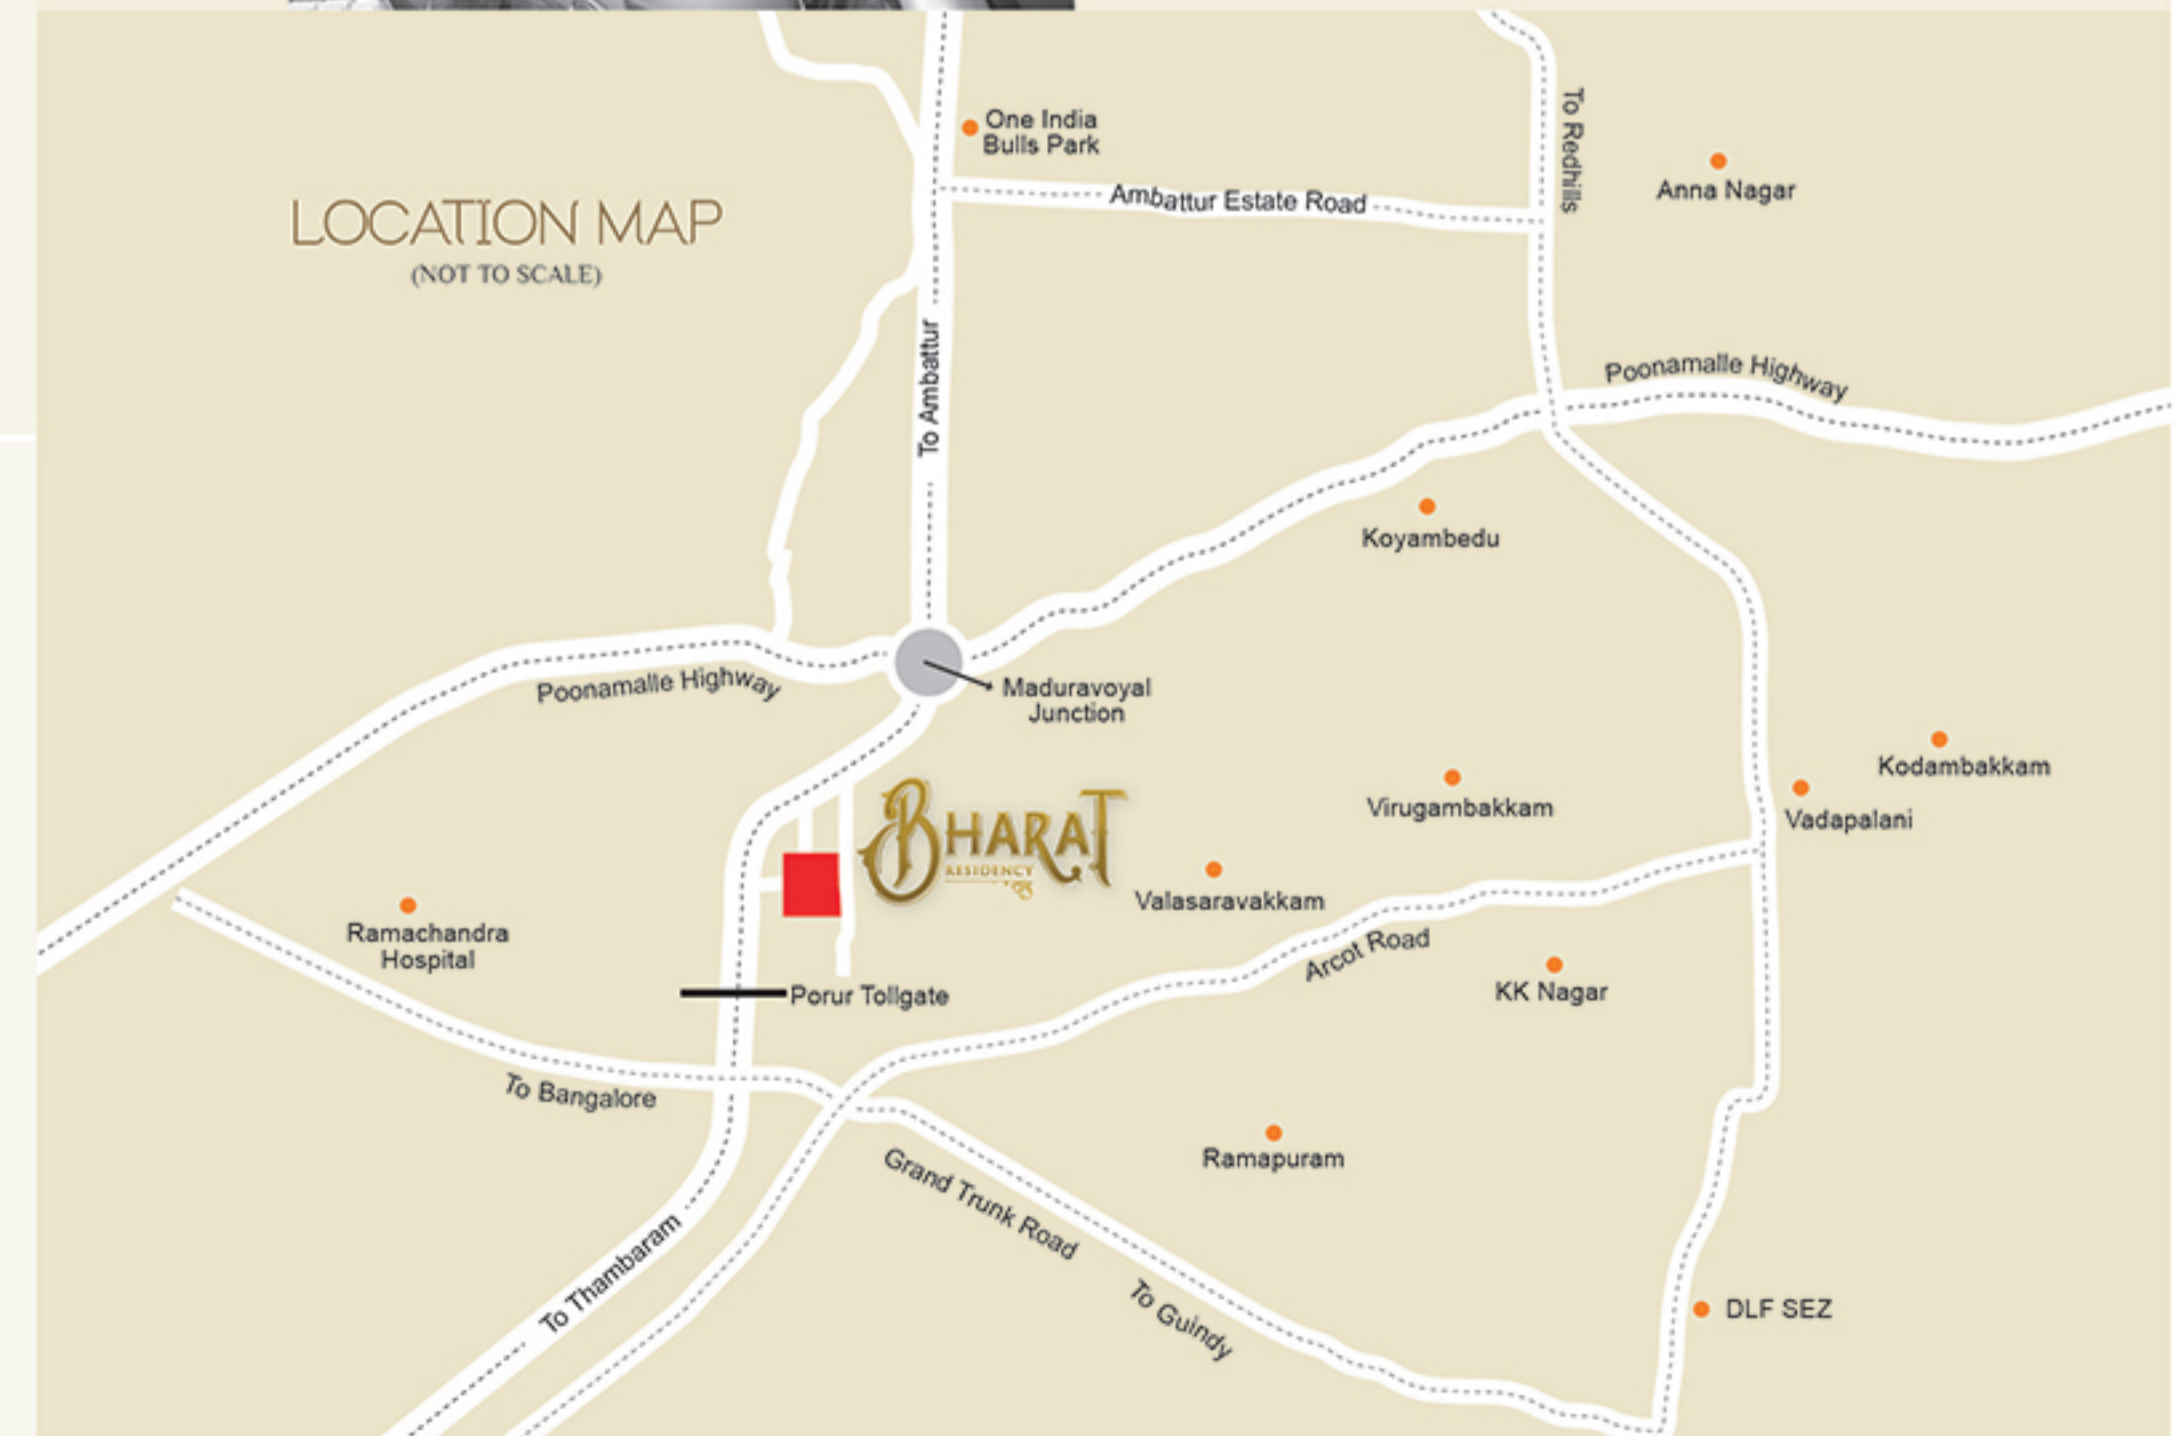 One India
Bulls Park
To Redhills
Anna Nagar
Ambattur Estate Road
LOCATION MAP
(NOT TO SCALE)
To Ambattur
Poonamalle Highway
Koyambedu
Poonamalle Highway
Maduravoyal
Junction
Kodambakkam
Virugambakkam
Vadapalani
BHARAT
RESIDENCY
Valasaravakkam
Ramachandra
Hospital
Arcot Road
KK Nagar
Porur Tollgate
To Bangalore
Ramapuram
Grand Trunk Road
To Thambaram
To Guindy
DLF SEZ